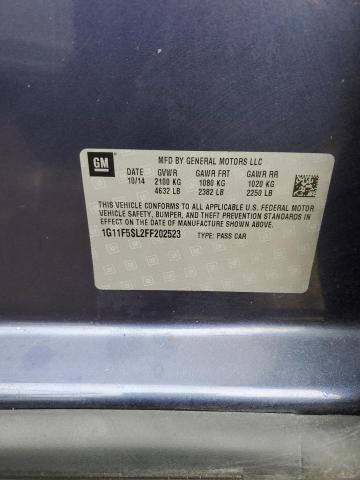 GM
MFD BY GENERAL MOTORS LLC
DATE GVWR GAWR FRT GAWR RR
10/14 2100 KG 1080 KG 1020 KG
4632 LB 2382 LB 2250 LB
THIS VEHICLE CONFORMS TO ALL APPLICABLE U.S. FEDERAL MOTOR
VEHICLE SAFETY, BUMPER, AND THEFT PREVENTION STANDARDS IN
EFFECT ON THE DATE OF MANUFACTURE SHOWN ABOVE.
1G11F5SL2FF202523 TYPE: PASS CAR